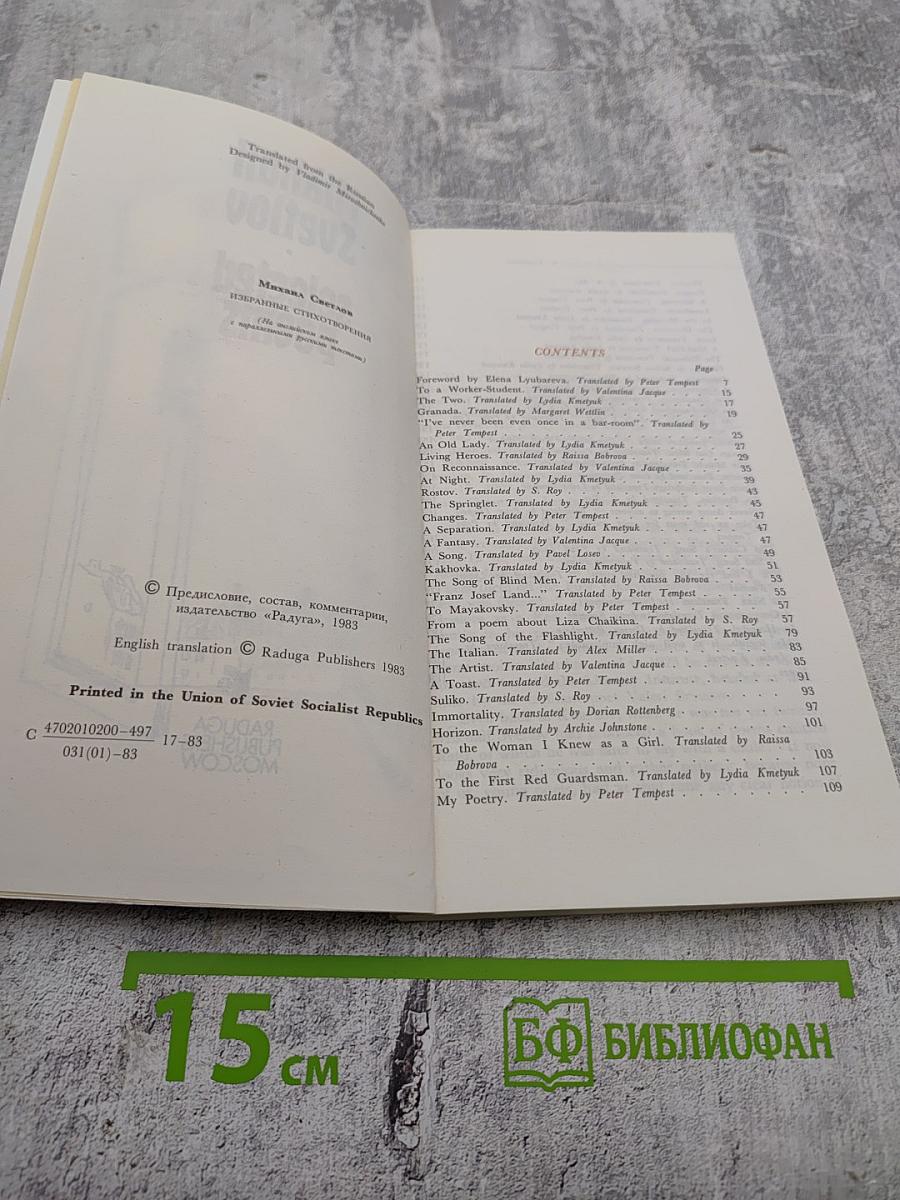 Translated from the Russian
Designed by Vladimir Miroshnichenko
Михаил Светлов
ИЗБРАННЫЕ СТИХОТВОРЕНИЯ
(На английском языке
с параллельными русскими текстами)
© Предисловие, состав, комментарии,
издательство «Радуга», 1983
English translation © Raduga Publishers 1983
Printed in the Union of Soviet Socialist Republics
С 4702010200–497 17–83
031(01)–83
CONTENTS
Page
Foreword by Elena Lyubareva. Translated by Peter Tempest 7
To a Worker-Student. Translated by Valentina Jacque . . . 15
The Two. Translated by Lydia Kmetyuk . . . . . . . . 17
Granada. Translated by Margaret Wettlin . . . . . . . . 19
"I've never been even once in a bar-room". Translated by
Peter Tempest . . . . . . . . . . . . . . . . 25
An Old Lady. Translated by Lydia Kmetyuk . . . . . . . 27
Living Heroes. Translated by Raissa Bobrova . . . . . . . 29
On Reconnaissance. Translated by Valentina Jacque . . . . 35
At Night. Translated by Lydia Kmetyuk . . . . . . . . 39
Rostov. Translated by S. Roy . . . . . . . . . . . . 43
The Springlet. Translated by Lydia Kmetyuk . . . . . . 45
Changes. Translated by Peter Tempest . . . . . . . . . 47
A Separation. Translated by Lydia Kmetyuk . . . . . . . 47
A Fantasy. Translated by Valentina Jacque . . . . . . . . 47
A Song. Translated by Pavel Losev . . . . . . . . . . 49
Kakhovka. Translated by Lydia Kmetyuk . . . . . . . . 51
The Song of Blind Men. Translated by Raissa Bobrova . . . 53
"Franz Josef Land..." Translated by Peter Tempest . . . . 55
To Mayakovsky. Translated by Peter Tempest . . . . . . 57
From a poem about Liza Chaikina. Translated by S. Roy 57
The Song of the Flashlight. Translated by Lydia Kmetyuk 79
The Italian. Translated by Alex Miller . . . . . . . . . 83
The Artist. Translated by Valentina Jacque . . . . . . . 85
A Toast. Translated by Peter Tempest . . . . . . . . . 91
Suliko. Translated by S. Roy . . . . . . . . . . . . 93
Immortality. Translated by Dorian Rottenberg . . . . . . 97
Horizon. Translated by Archie Johnstone . . . . . . . . 101
To the Woman I Knew as a Girl. Translated by Raissa
Bobrova . . . . . . . . . . . . . . . . . . 103
To the First Red Guardsman. Translated by Lydia Kmetyuk 107
My Poetry. Translated by Peter Tempest . . . . . . . . 109
15 см
БФ БИБЛИОФАН